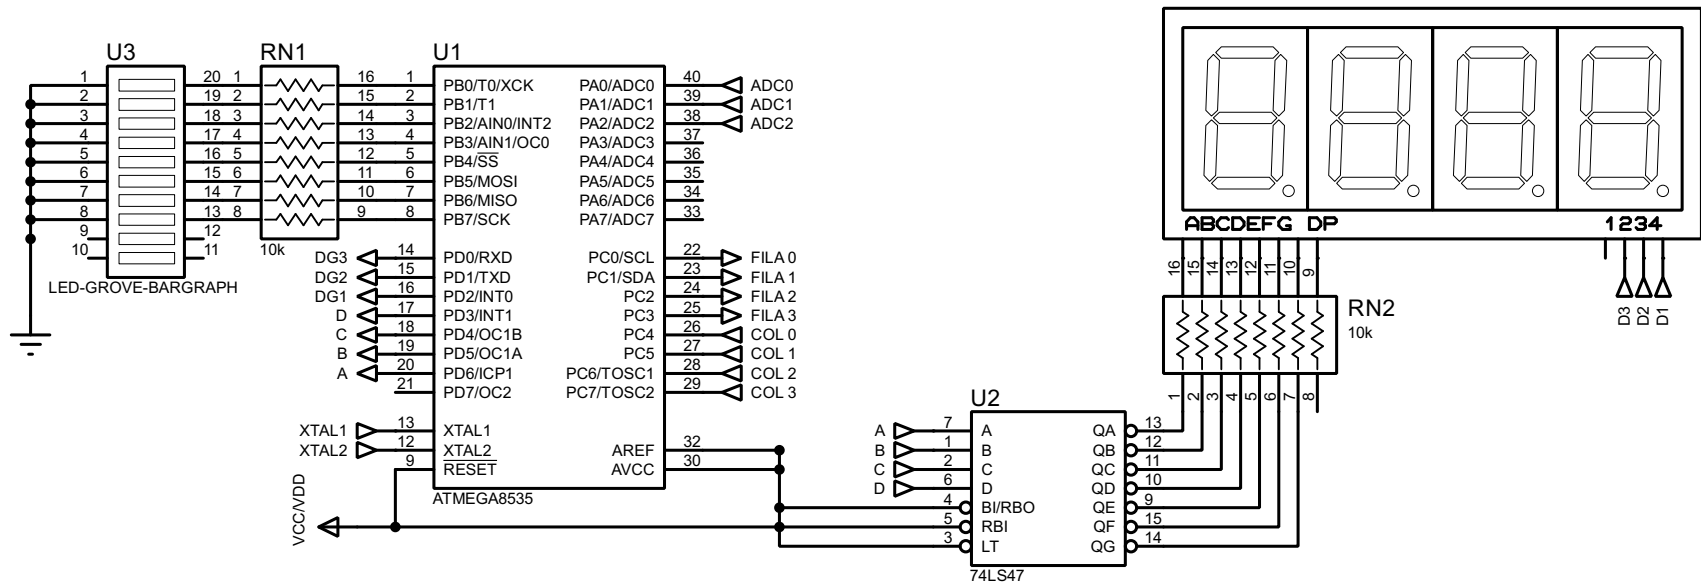 U3
RN1
U1
1 20 1 16 1 PB0/T0/XCK PA0/ADC0 40 ADC0
2 19 2 15 2 PB1/T1 PA1/ADC1 39 ADC1
3 18 3 14 3 PB2/AIN0/INT2 PA2/ADC2 38 ADC2
4 17 4 13 4 PB3/AIN1/OC0 PA3/ADC3 37
5 16 5 12 5 PB4/SS PA4/ADC4 36
6 15 6 11 6 PB5/MOSI PA5/ADC5 35
7 14 7 10 7 PB6/MISO PA6/ADC6 34
8 13 8 9 8 PB7/SCK PA7/ADC7 33
9 12
10 11
10k
LED-GROVE-BARGRAPH
DG3 14 PD0/RXD PC0/SCL 22 FILA 0
DG2 15 PD1/TXD PC1/SDA 23 FILA 1
DG1 16 PD2/INT0 PC2 24 FILA 2
D 17 PD3/INT1 PC3 25 FILA 3
C 18 PD4/OC1B PC4 26 COL 0
B 19 PD5/OC1A PC5 27 COL 1
A 20 PD6/ICP1 PC6/TOSC1 28 COL 2
21 PD7/OC2 PC7/TOSC2 29 COL 3
XTAL1 13 XTAL1
XTAL2 12 XTAL2 AREF 32
9 RESET AVCC 30
ATMEGA8535
VCC/VDD
ABCDEFG DP 1234
16 15 14 13 12 11 10 9
D3 D2 D1
RN2
10k
1 2 3 4 5 6 7 8
U2
A 7 A QA 13
B 1 B QB 12
C 2 C QC 11
D 6 D QD 10
4 BI/RBO QE 9
5 RBI QF 15
3 LT QG 14
74LS47